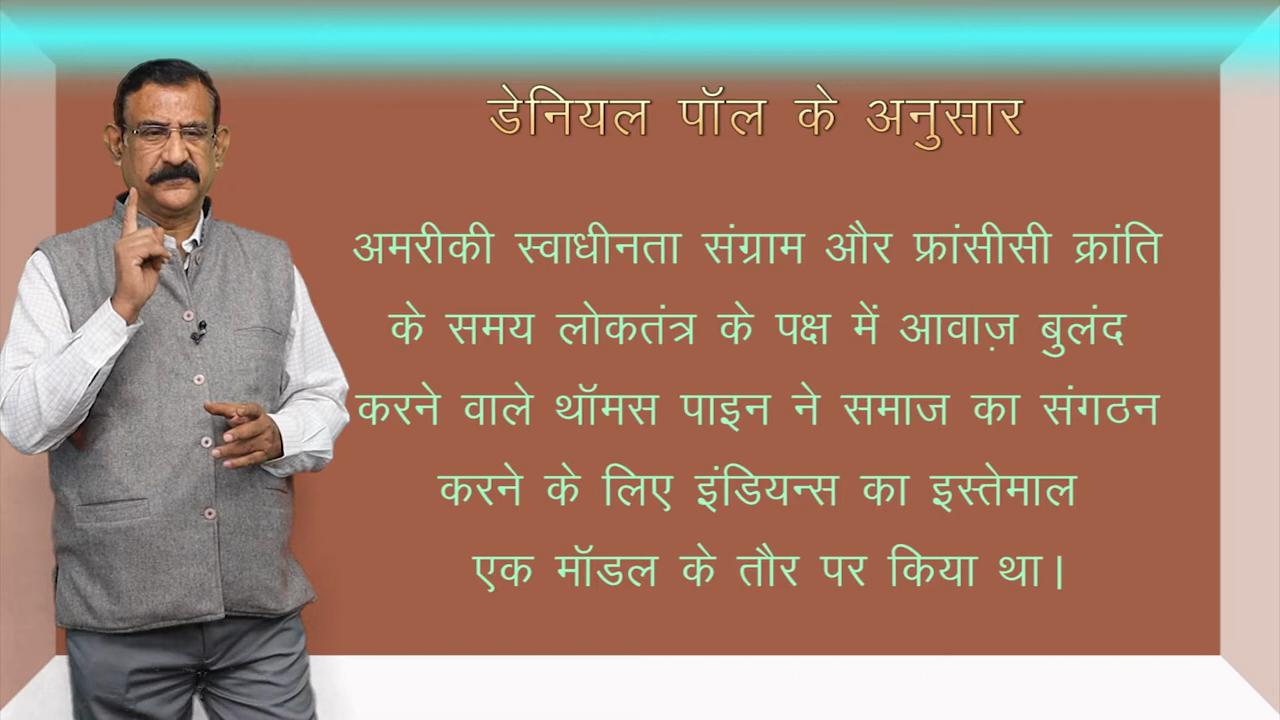 डेनियल पॉल के अनुसार
अमरीकी स्वाधीनता संग्राम और फ्रांसीसी क्रांति
के समय लोकतंत्र के पक्ष में आवाज़ बुलंद
करने वाले थॉमस पाइन ने समाज का संगठन
करने के लिए इंडियन्स का इस्तेमाल
एक मॉडल के तौर पर किया था।